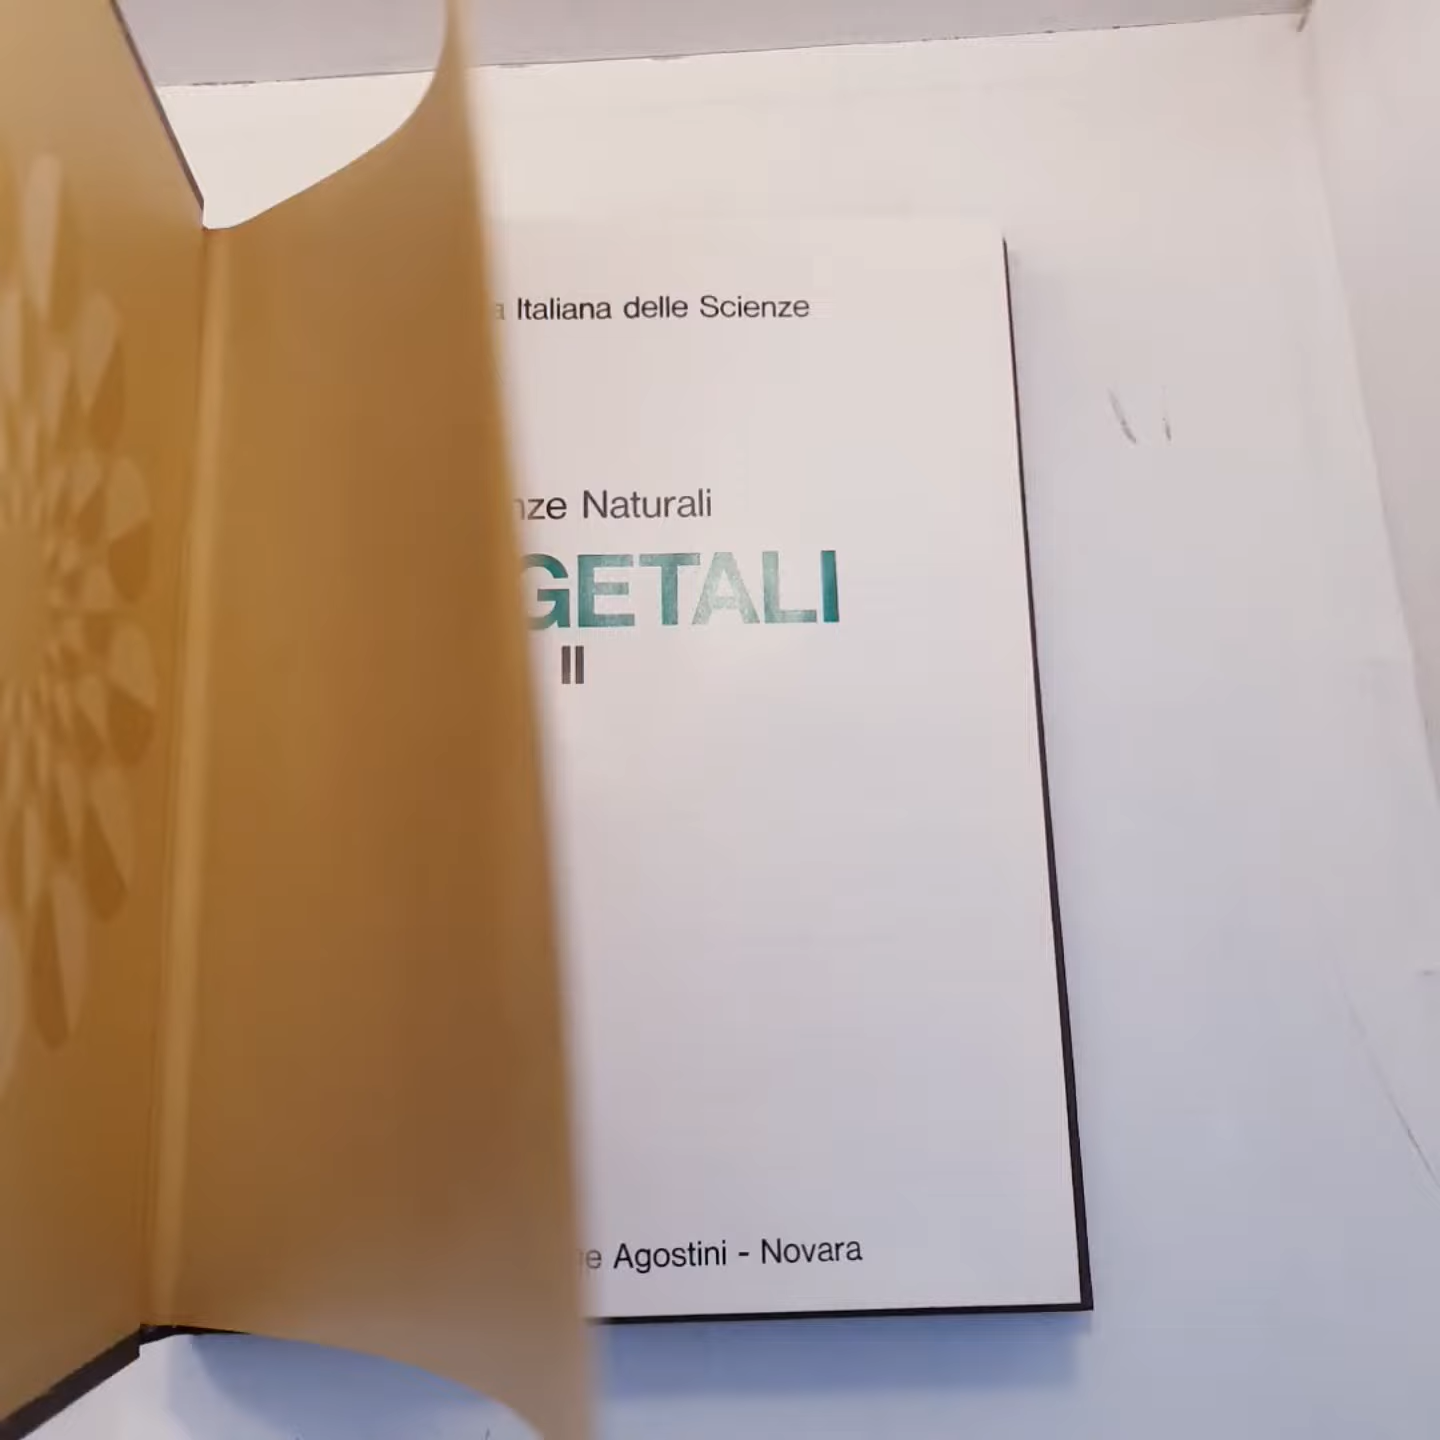 a Italiana delle Scienze
nze Naturali
GETALI
II
e Agostini - Novara